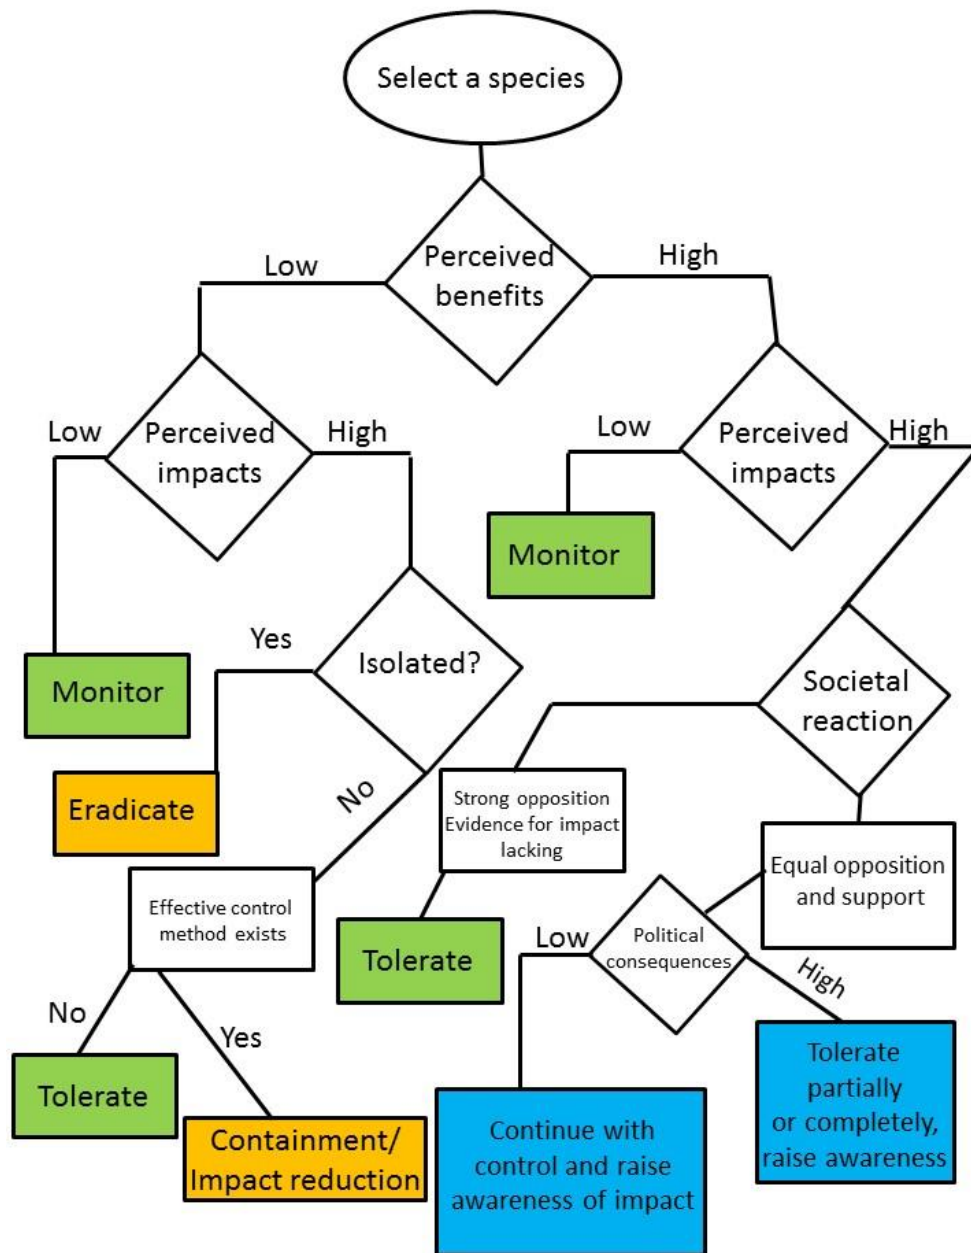 Select a species
Perceived
benefits
Low
High
Perceived
impacts
Low
High
Perceived
impacts
Low
High
Monitor
Monitor
Isolated?
Yes
No
Societal
reaction
Eradicate
Strong opposition
Evidence for impact
lacking
Equal opposition
and support
Effective control
method exists
Tolerate
Political
consequences
Low
High
No
Yes
Tolerate
Containment/
Impact reduction
Continue with
control and raise
awareness of impact
Tolerate
partially
or completely,
raise awareness